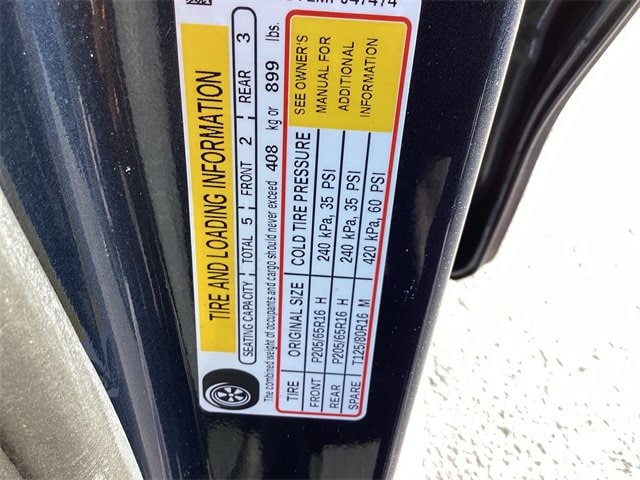 TIRE AND LOADING INFORMATION
SEATING CAPACITY TOTAL 5 FRONT 2 REAR 3
The combined weight of occupants and cargo should never exceed 408 kg or 899 lbs.
TIRE ORIGINAL SIZE COLD TIRE PRESSURE SEE OWNER'S
FRONT P205/65R16 H 240 kPa, 35 PSI MANUAL FOR
REAR P205/65R16 H 240 kPa, 35 PSI ADDITIONAL
SPARE T125/80R16 M 420 kPa, 60 PSI INFORMATION